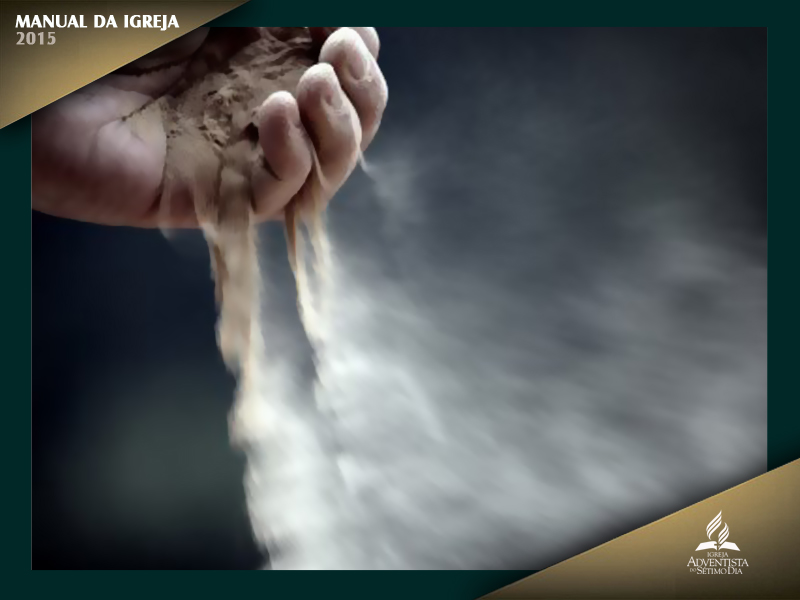 MANUAL DA IGREJA
2015
IGREJA
ADVENTISTA
DO SÉTIMO DIA